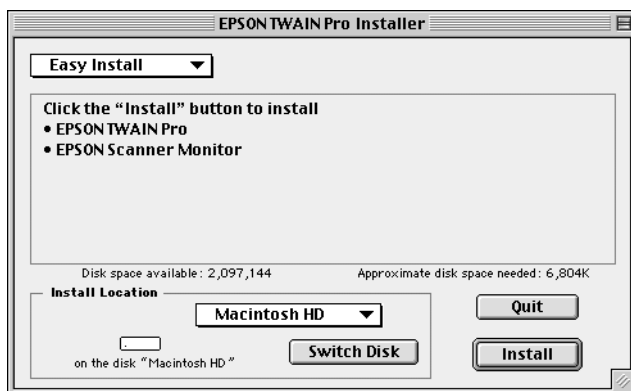 EPSON TWAIN Pro Installer
Easy Install
Click the “Install” button to install
• EPSON TWAIN Pro
• EPSON Scanner Monitor
Disk space available: 2,097,144 Approximate disk space needed: 6,804K
Install Location
Macintosh HD
Quit
on the disk “Macintosh HD”
Switch Disk
Install